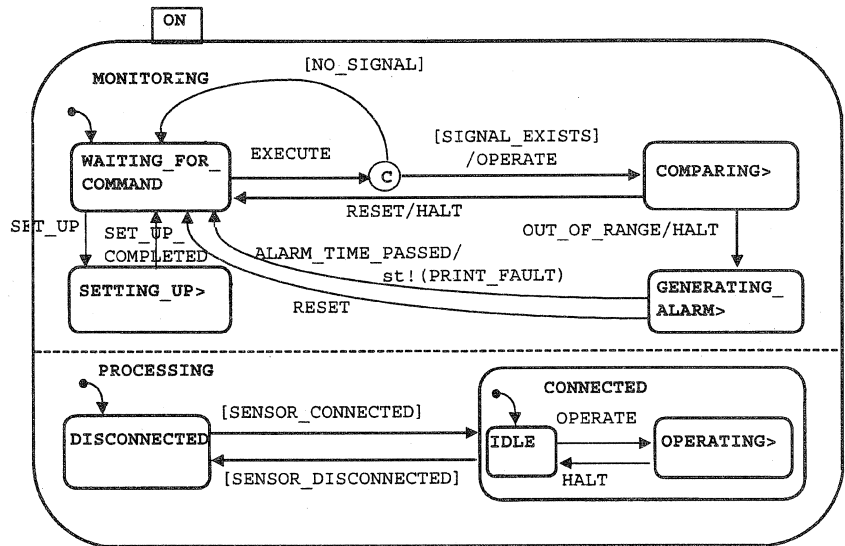 ON
[NO_SIGNAL]
MONITORING
EXECUTE
[SIGNAL_EXISTS]
/OPERATE
WAITING_FOR_
COMMAND
C
COMPARING>
RESET/HALT
SET_UP
SET_UP_
COMPLETED
OUT_OF_RANGE/HALT
ALARM_TIME_PASSED/
st!(PRINT_FAULT)
SETTING_UP>
RESET
GENERATING_
ALARM>
PROCESSING
CONNECTED
[SENSOR_CONNECTED]
OPERATE
DISCONNECTED
IDLE
OPERATING>
[SENSOR_DISCONNECTED]
HALT